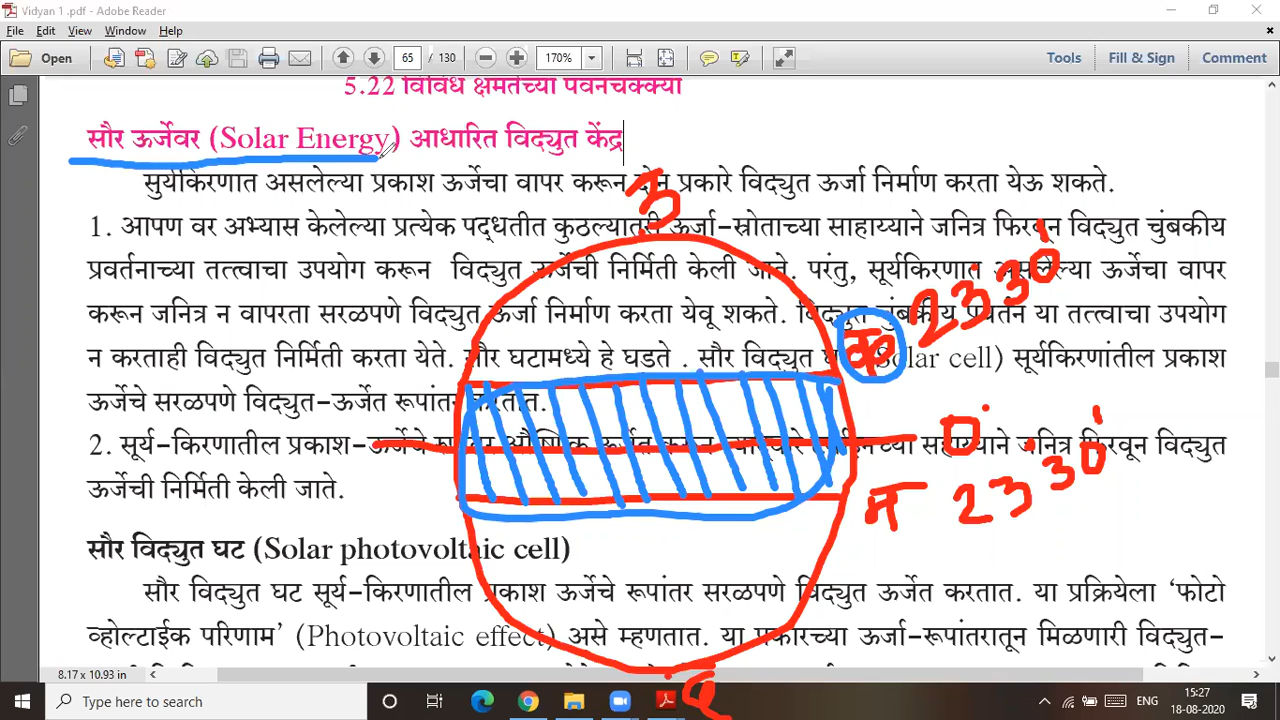 Vidyan 1 .pdf - Adobe Reader
File Edit View Window Help
Open 65 / 130 170% Tools Fill & Sign Comment
5.22 विविध क्षमतेच्या पवनचक्क्या
सौर ऊर्जेवर (Solar Energy) आधारित विद्युत केंद्र
सुर्यकिरणात असलेल्या प्रकाश ऊर्जेचा वापर करून दोन प्रकारे विद्युत ऊर्जा निर्माण करता येऊ शकते.
उ
1. आपण वर अभ्यास केलेल्या प्रत्येक पद्धतीत कुठल्यातरी ऊर्जा-स्रोताच्या साहाय्याने जनित्र फिरवून विद्युत चुंबकीय
प्रवर्तनाच्या तत्त्वाचा उपयोग करून विद्युत ऊर्जेची निर्मिती केली जाते. परंतु, सूर्यकिरणात असलेल्या ऊर्जेचा वापर
23 30
करून जनित्र न वापरता सरळपणे विद्युत ऊर्जा निर्माण करता येवू शकते. विद्युत चुंबकीय प्रवर्तन या तत्त्वाचा उपयोग
न करताही विद्युत निर्मिती करता येते. सौर घटामध्ये हे घडते . सौर विद्युत (Solar cell) सूर्यकिरणांतील प्रकाश
क
ऊर्जेचे सरळपणे विद्युत-ऊर्जेत रूपांतर करतात.
2. सूर्य-किरणातील प्रकाश-ऊर्जेचे औष्णिक ऊर्जेत करून सहाय्याने जनित्र फिरवून विद्युत
0
ऊर्जेची निर्मिती केली जाते.
म 23 30
सौर विद्युत घट (Solar photovoltaic cell)
सौर विद्युत घट सूर्य-किरणातील प्रकाश ऊर्जेचे रूपांतर सरळपणे विद्युत ऊर्जेत करतात. या प्रक्रियेला ‘फोटो
व्होल्टाईक परिणाम’ (Photovoltaic effect) असे म्हणतात. या प्रकारच्या ऊर्जा-रूपांतरातून मिळणारी विद्युत-
द
8.17 x 10.93 in
Type here to search
ENG 15:27
18-08-2020